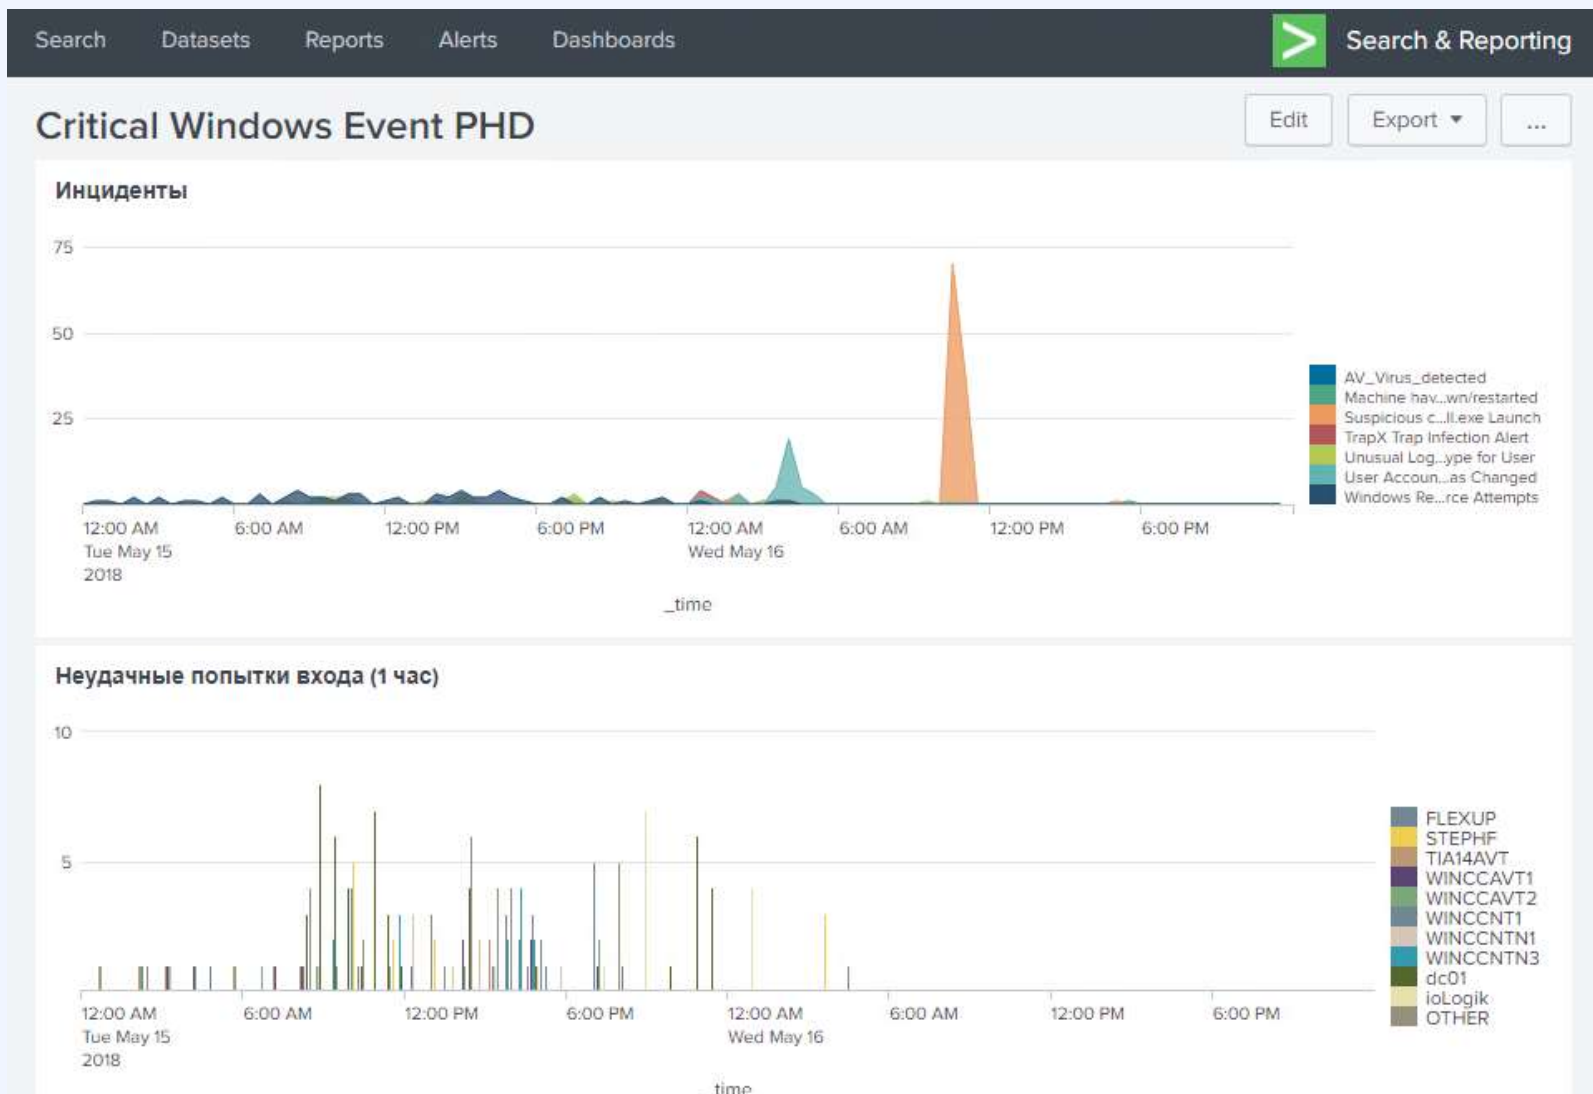 Search Datasets Reports Alerts Dashboards Search & Reporting
Critical Windows Event PHD
Edit Export ...
Инциденты
75
50
25
AV_Virus_detected
Machine hav...wn/restarted
Suspicious c...ll.exe Launch
TrapX Trap Infection Alert
Unusual Log...ype for User
User Accoun...as Changed
Windows Re...rce Attempts
12:00 AM 6:00 AM 12:00 PM 6:00 PM 12:00 AM 6:00 AM 12:00 PM 6:00 PM
Tue May 15 Wed May 16
2018
_time
Неудачные попытки входа (1 час)
10
5
FLEXUP
STEPHF
TIA14AVT
WINCCAVT1
WINCCAVT2
WINCCNT1
WINCCNTN1
WINCCNTN3
dc01
ioLogik
OTHER
12:00 AM 6:00 AM 12:00 PM 6:00 PM 12:00 AM 6:00 AM 12:00 PM 6:00 PM
Tue May 15 Wed May 16
2018
time